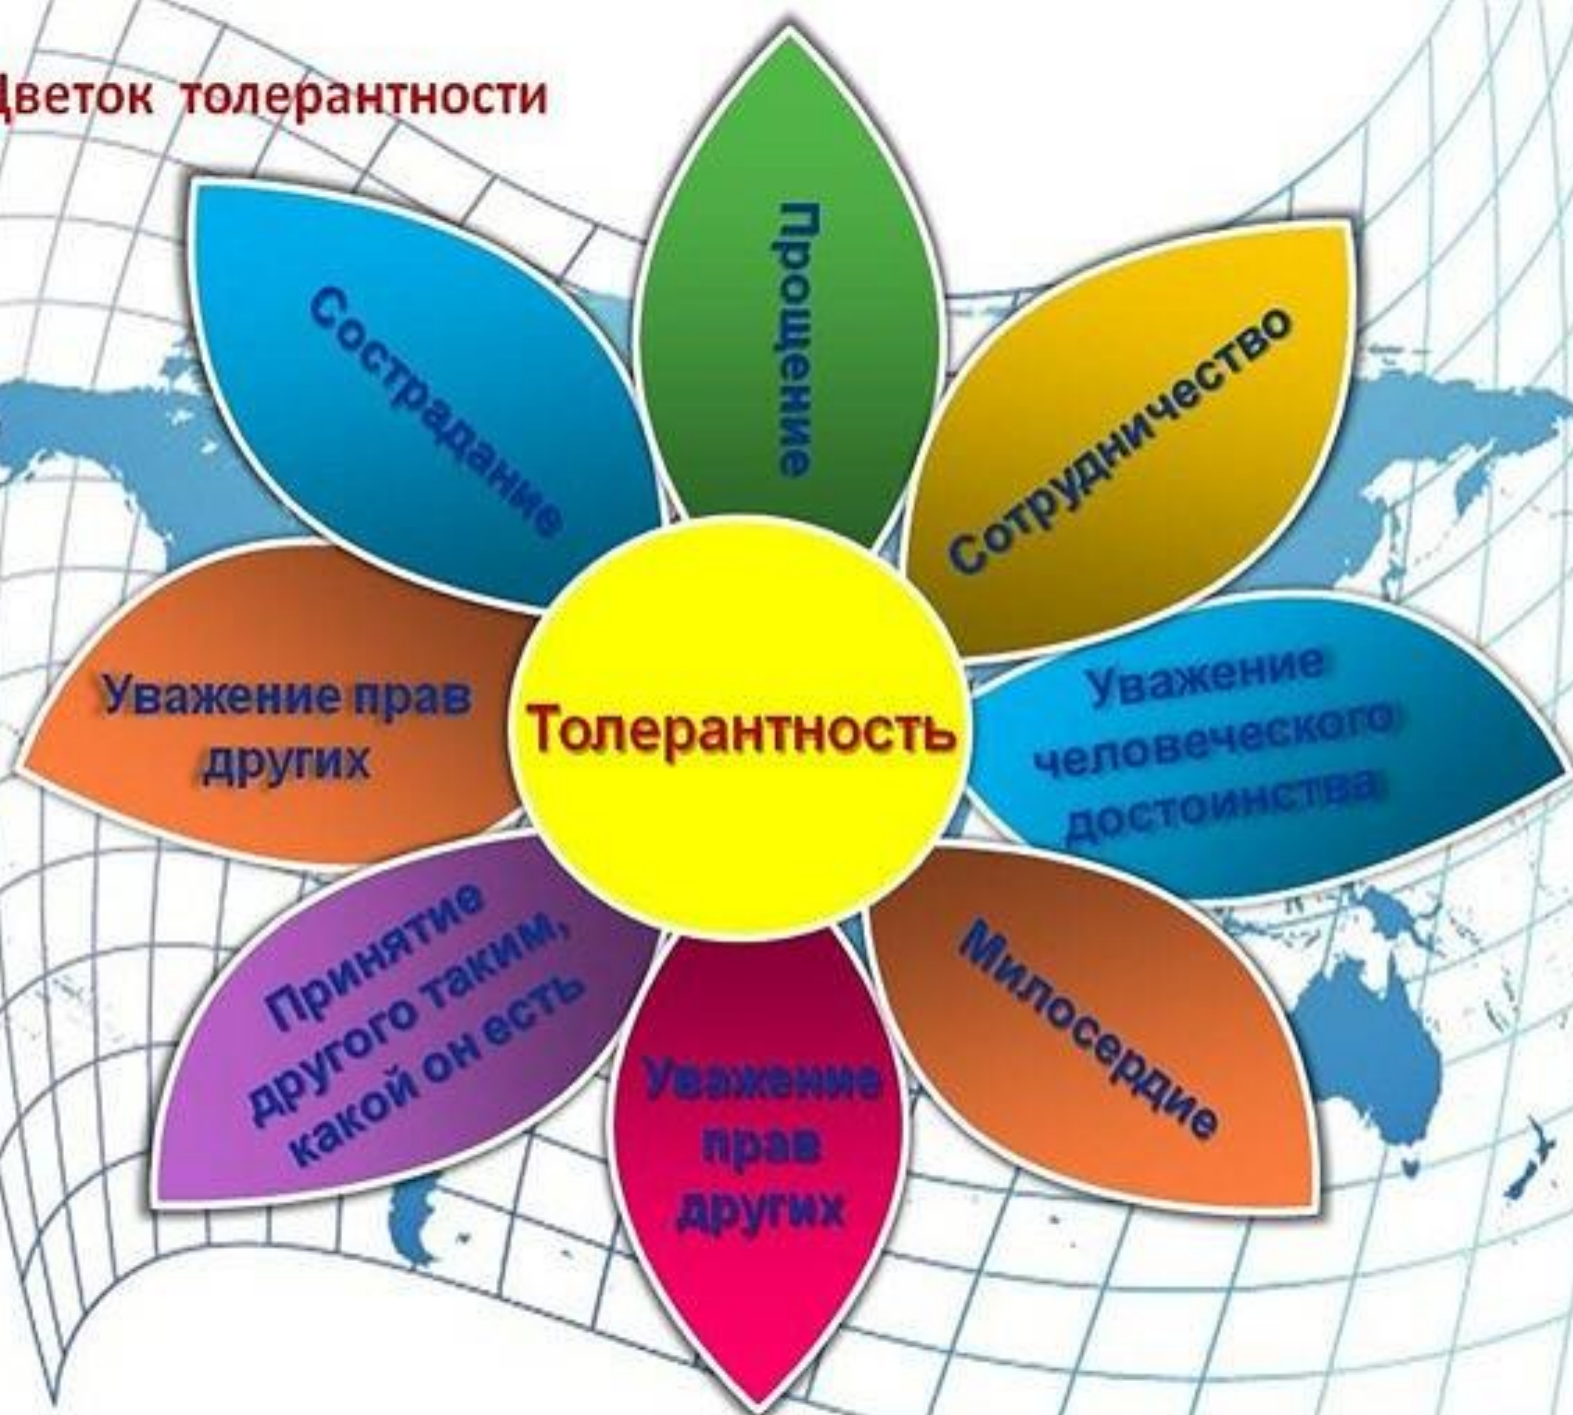 Цветок толерантности
Прощение
Сострадание
Сотрудничество
Уважение прав
других
Толерантность
Уважение
человеческого
достоинства
Принятие
другого таким,
какой он есть
Милосердие
Уважение
прав
других